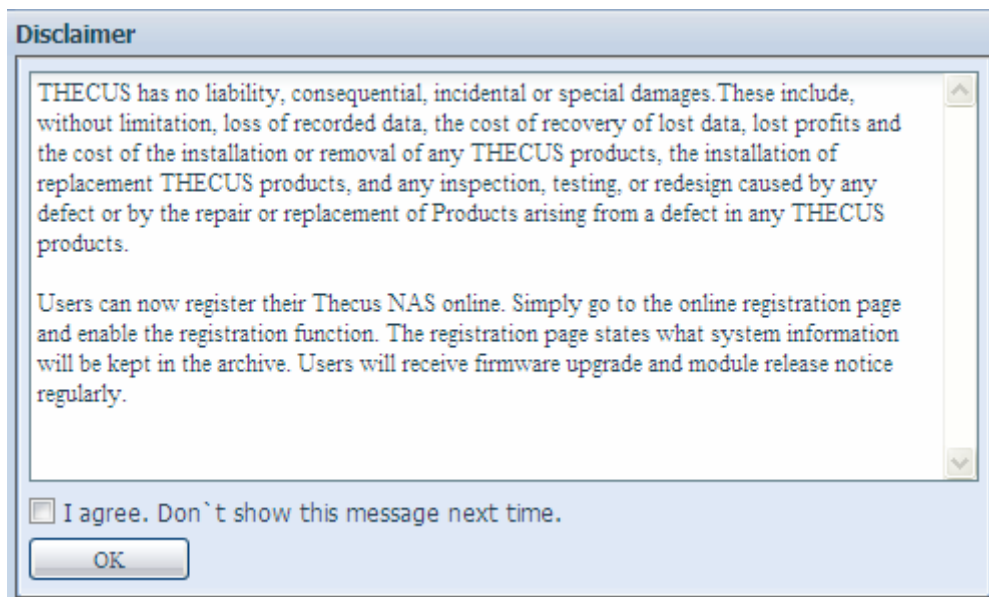 Disclaimer
THECUS has no liability, consequential, incidental or special damages.These include,
without limitation, loss of recorded data, the cost of recovery of lost data, lost profits and
the cost of the installation or removal of any THECUS products, the installation of
replacement THECUS products, and any inspection, testing, or redesign caused by any
defect or by the repair or replacement of Products arising from a defect in any THECUS
products.
Users can now register their Thecus NAS online. Simply go to the online registration page
and enable the registration function. The registration page states what system information
will be kept in the archive. Users will receive firmware upgrade and module release notice
regularly.
I agree. Don`t show this message next time.
OK